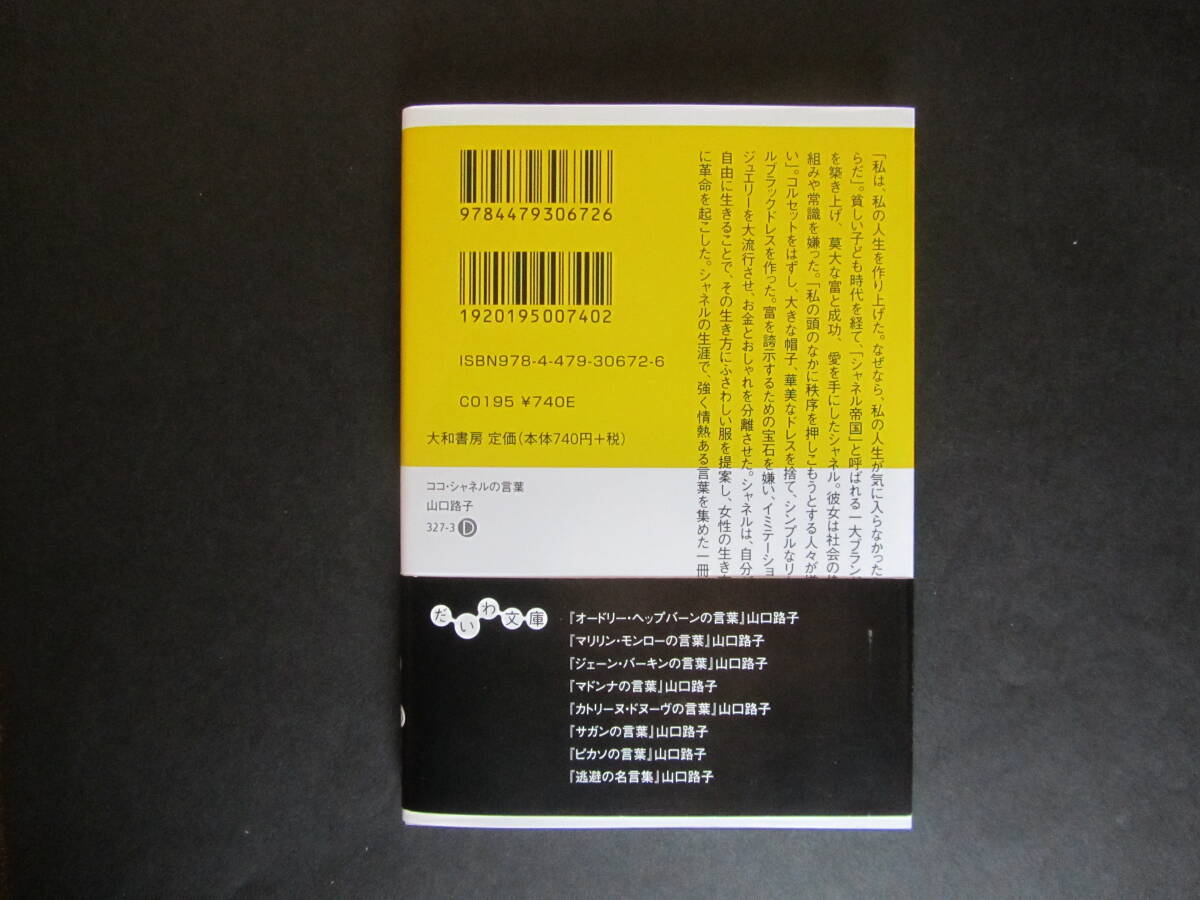 9784479306726
1920195007402
ISBN978-4-479-30672-6
C0195 ¥740E
大和書房 定価(本体740円+税)
「私は、私の人生を作り上げた。なぜなら、私の人生が気に入らなかった
らだ」。貧しい子ども時代を経て、「シャネル帝国」と呼ばれる一大ブラン
を築き上げ、莫大な富と成功、愛を手にしたシャネル。彼女は社会の
組みや常識を嫌った。「私の頭のなかに秩序を押しこもうとする人々が
い」。コルセットをはずし、大きな帽子、華美なドレスを捨て、シンプルなリ
ルブラックドレスを作った。富を誇示するための宝石を嫌い、イミテーショ
ジュエリーを大流行させ、お金とおしゃれを分離させた。シャネルは、自分
自由に生きることで、その生き方にふさわしい服を提案し、女性の生き
に革命を起こした。シャネルの生涯で、強く情熱ある言葉を集めた一冊
ココ・シャネルの言葉
山口路子
327-3 D
だいわ文庫
『オードリー・ヘップバーンの言葉』山口路子
『マリリン・モンローの言葉』山口路子
『ジェーン・バーキンの言葉』山口路子
『マドンナの言葉』山口路子
『カトリーヌ・ドヌーヴの言葉』山口路子
『サガンの言葉』山口路子
『ピカソの言葉』山口路子
『逃避の名言集』山口路子